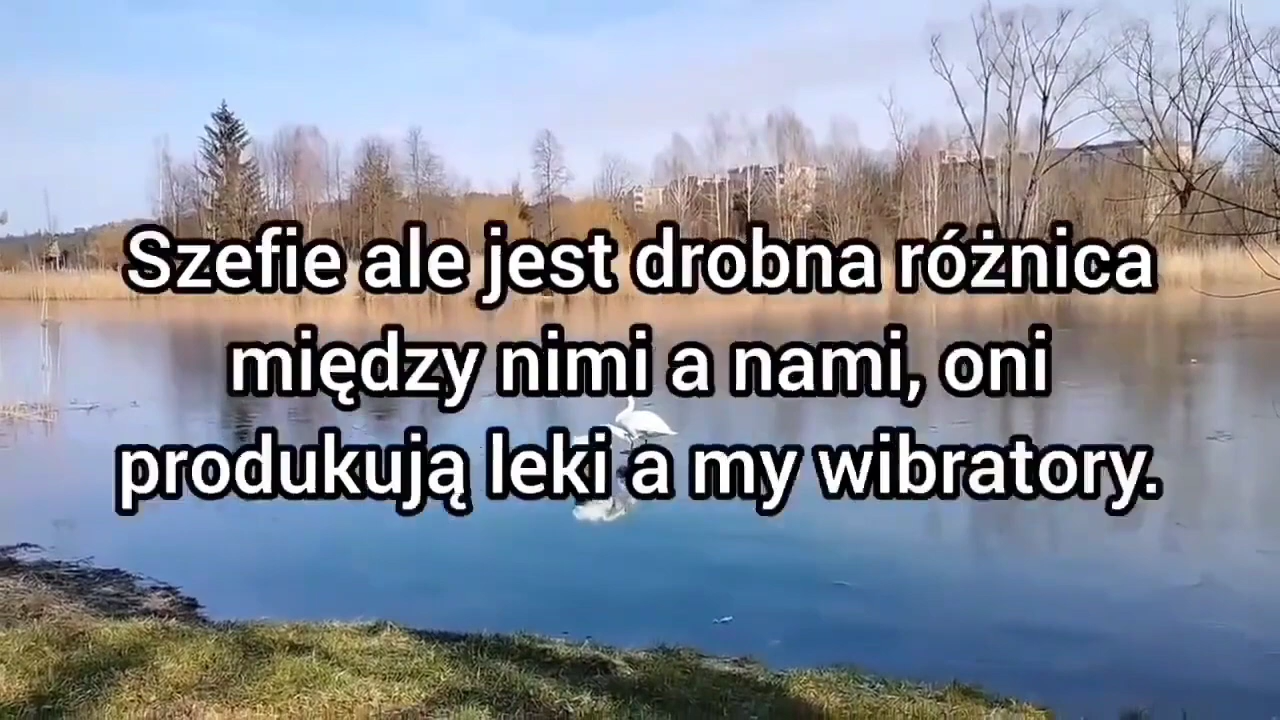 Szefie ale jest drobna różnica
między nimi a nami, oni
produkują leki a my wibratory.